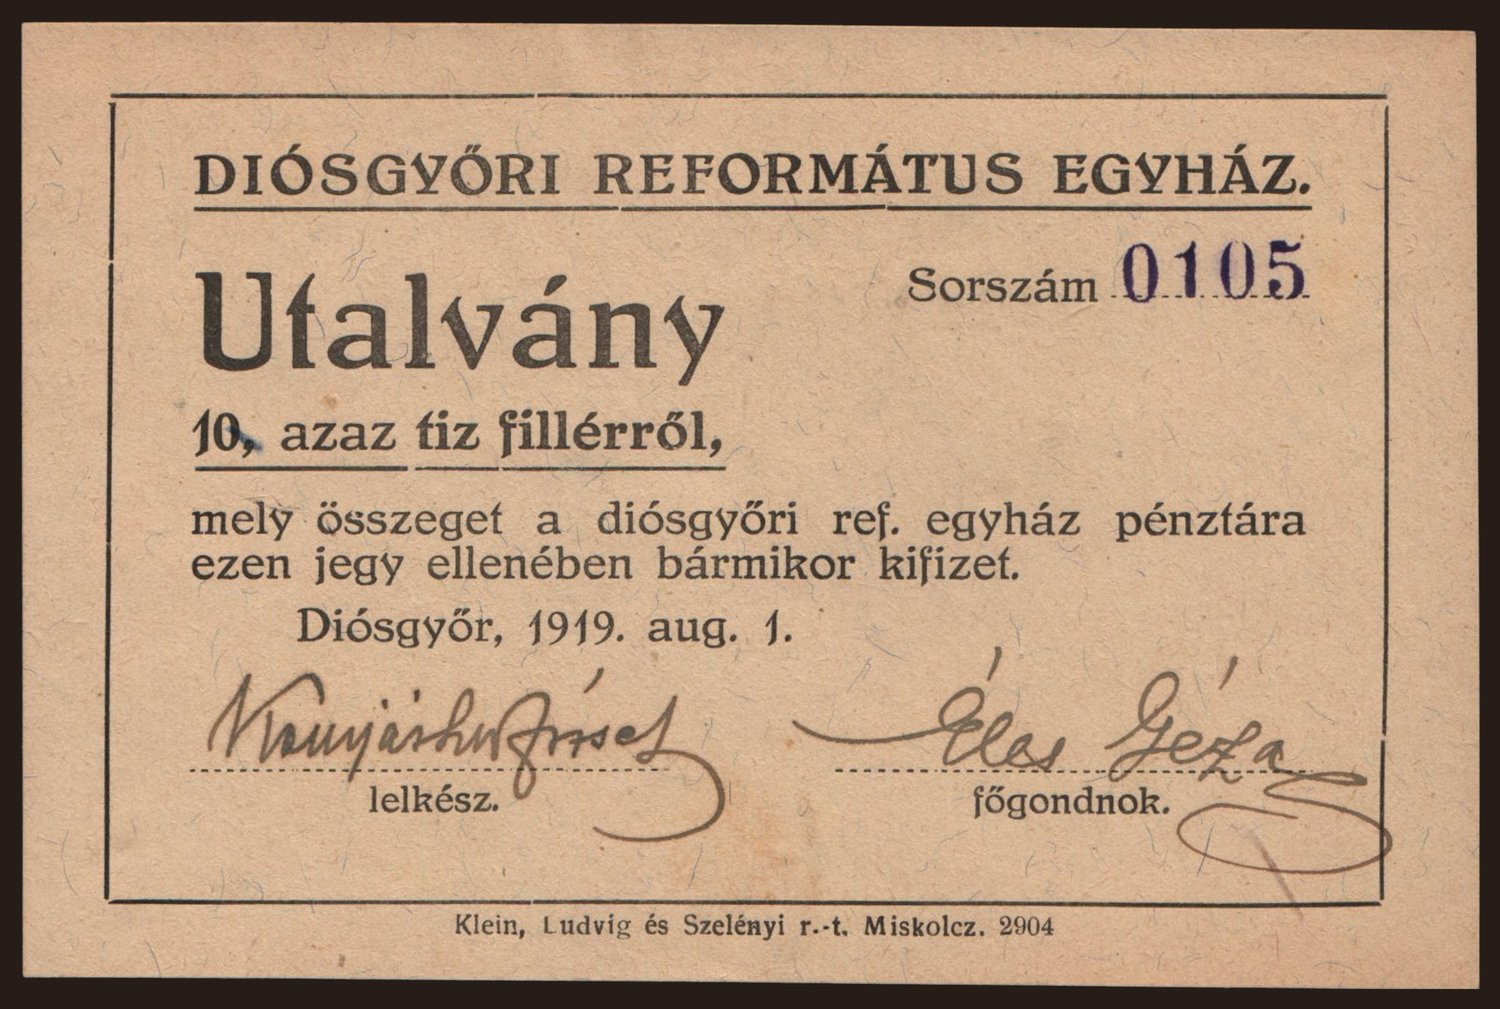 DIÓSGYŐRI REFORMÁTUS EGYHÁZ.
Sorszám 0105
Utalvány
10, azaz tiz fillérről,
mely összeget a diósgyőri ref. egyház pénztára
ezen jegy ellenében bármikor kifizet.
Diósgyőr, 1919. aug. 1.
József Éles Géza
lelkész. főgondnok.
Klein, Ludvig és Szelényi r.-t. Miskolcz. 2904